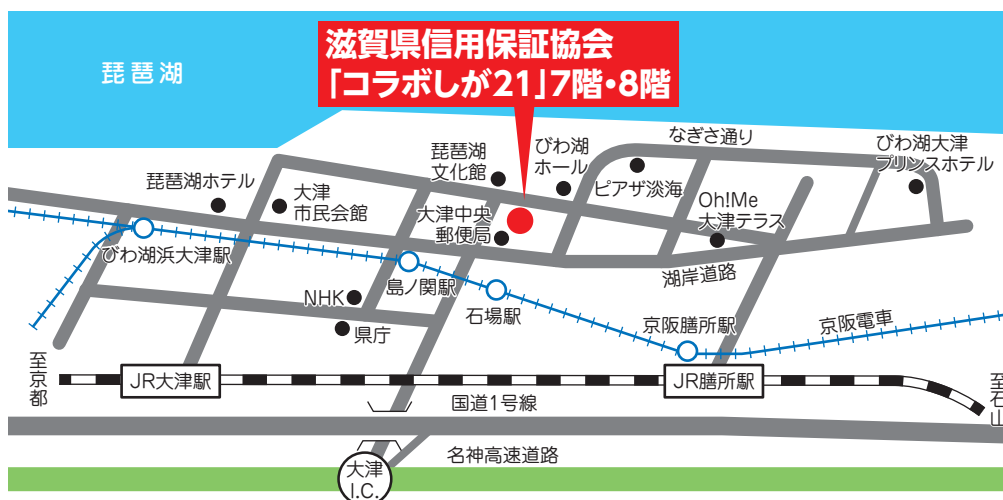 滋賀県信用保証協会
「コラボしが21」7階・8階
琵琶湖
なぎさ通り
びわ湖大津
プリンスホテル
琵琶湖
文化館
びわ湖
ホール
ピアザ淡海
琵琶湖ホテル
大津
市民会館
大津中央
郵便局
Oh!Me
大津テラス
びわ湖浜大津駅
湖岸道路
島ノ関駅
NHK
石場駅
県庁
京阪膳所駅
京阪電車
至京都
JR大津駅
JR膳所駅
至石山
国道1号線
名神高速道路
大津
I.C.